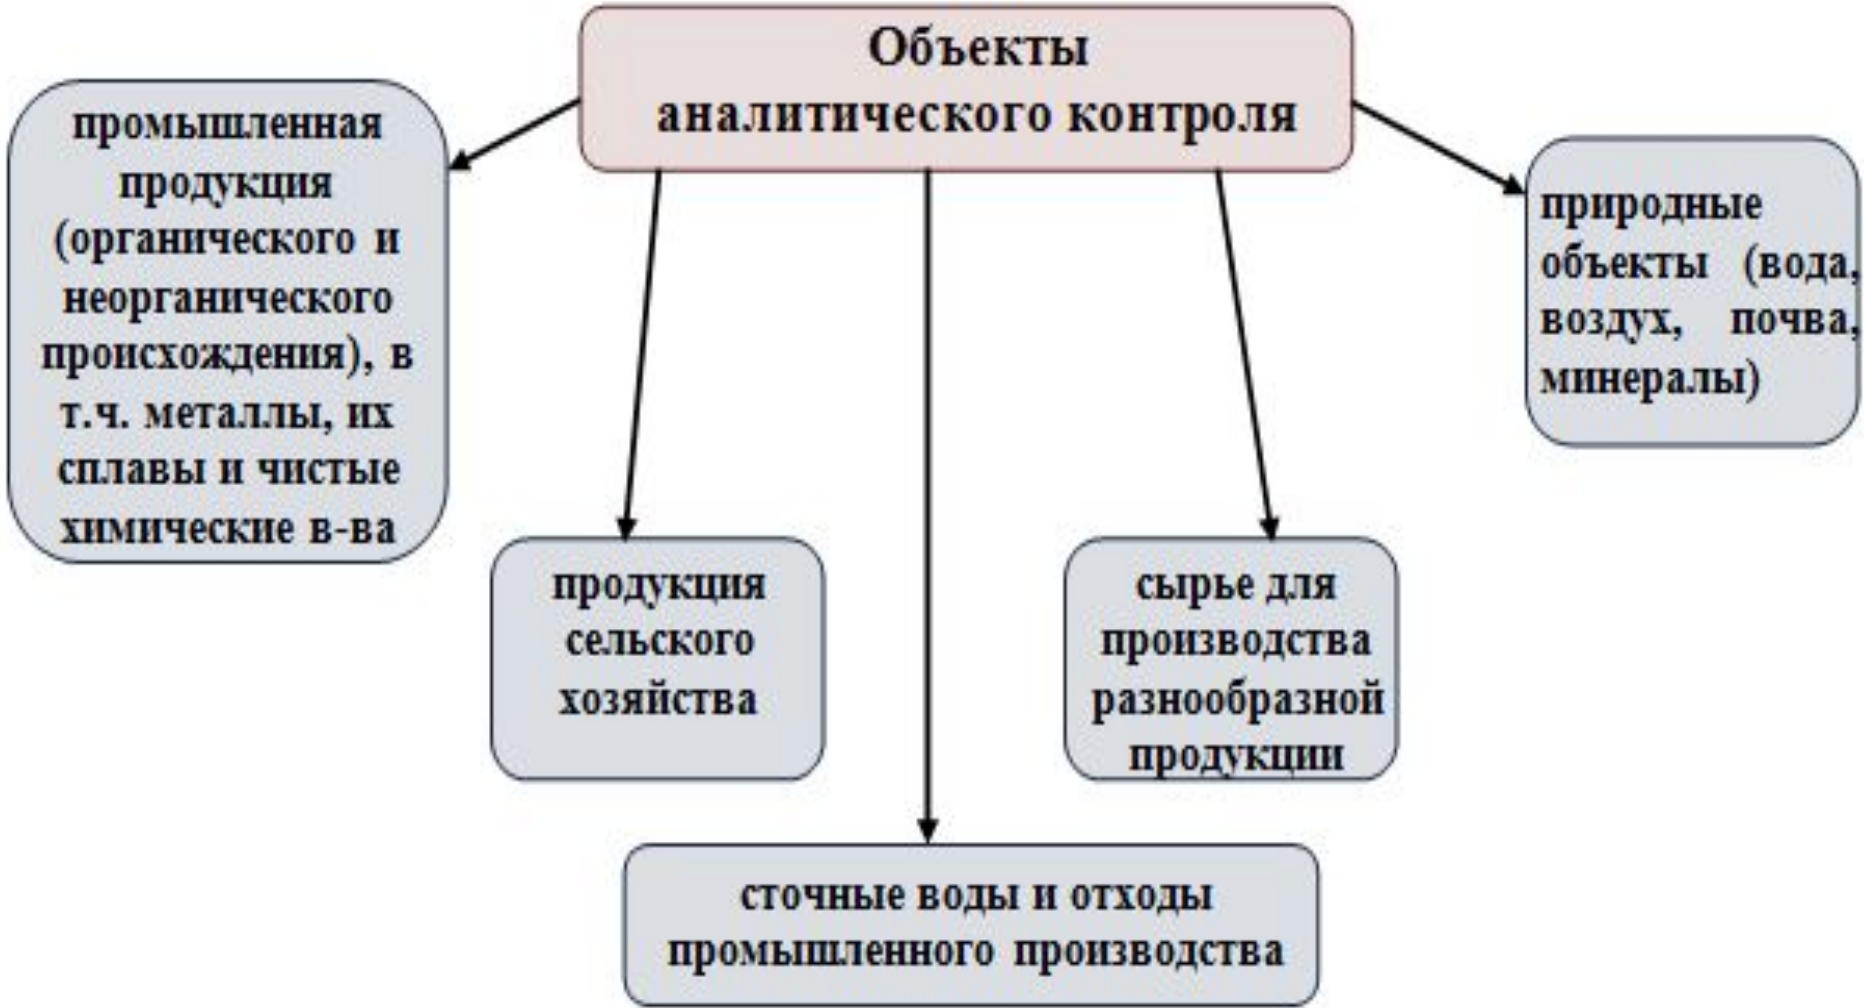 Объекты
аналитического контроля
промышленная
продукция
(органического и
неорганического
происхождения), в
т.ч. металлы, их
сплавы и чистые
химические в-ва
продукция
сельского
хозяйства
сточные воды и отходы
промышленного производства
сырье для
производства
разнообразной
продукции
природные
объекты (вода,
воздух, почва,
минералы)